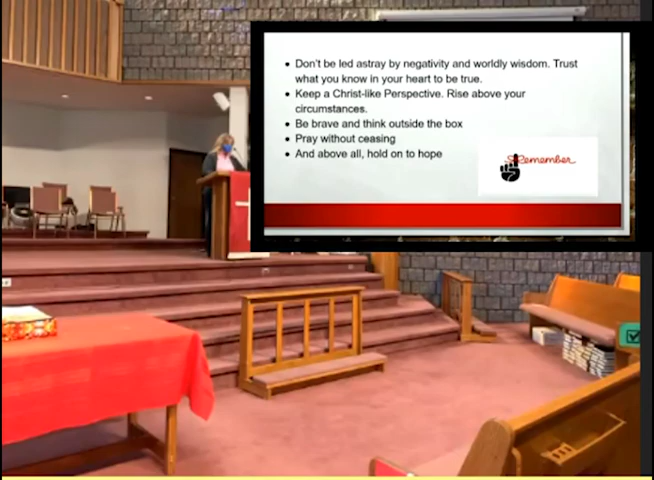 Don't be led astray by negativity and worldly wisdom. Trust
what you know in your heart to be true.
Keep a Christ-like Perspective. Rise above your
circumstances.
Be brave and think outside the box
Pray without ceasing
And above all, hold on to hope
Remember